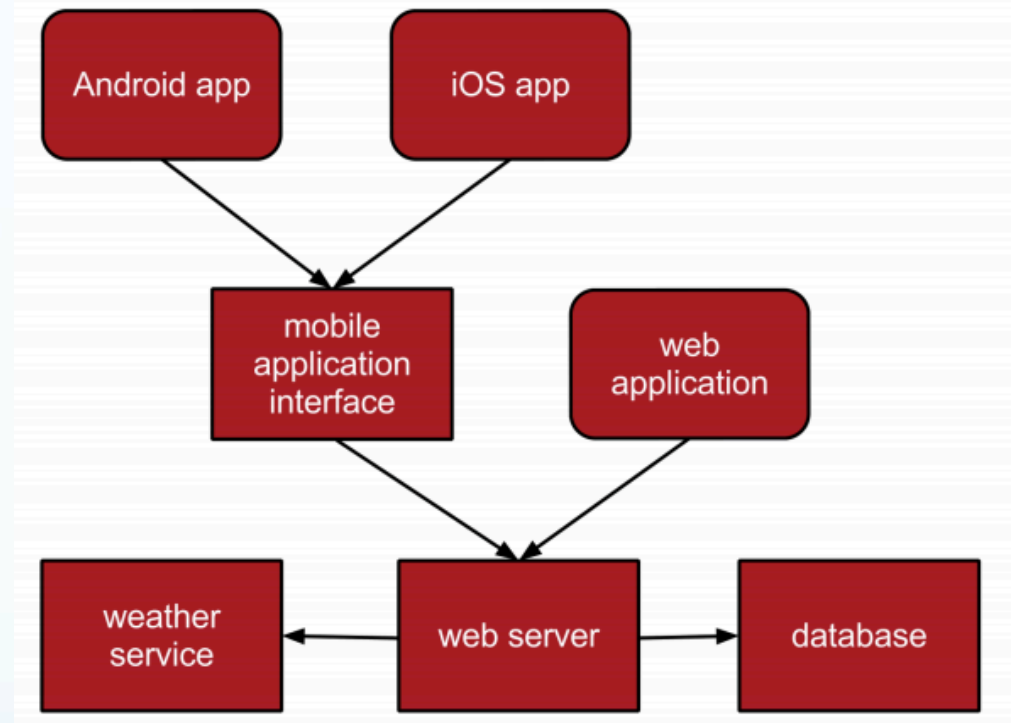 Android app
iOS app
mobile
application
interface
web
application
weather
service
web server
database